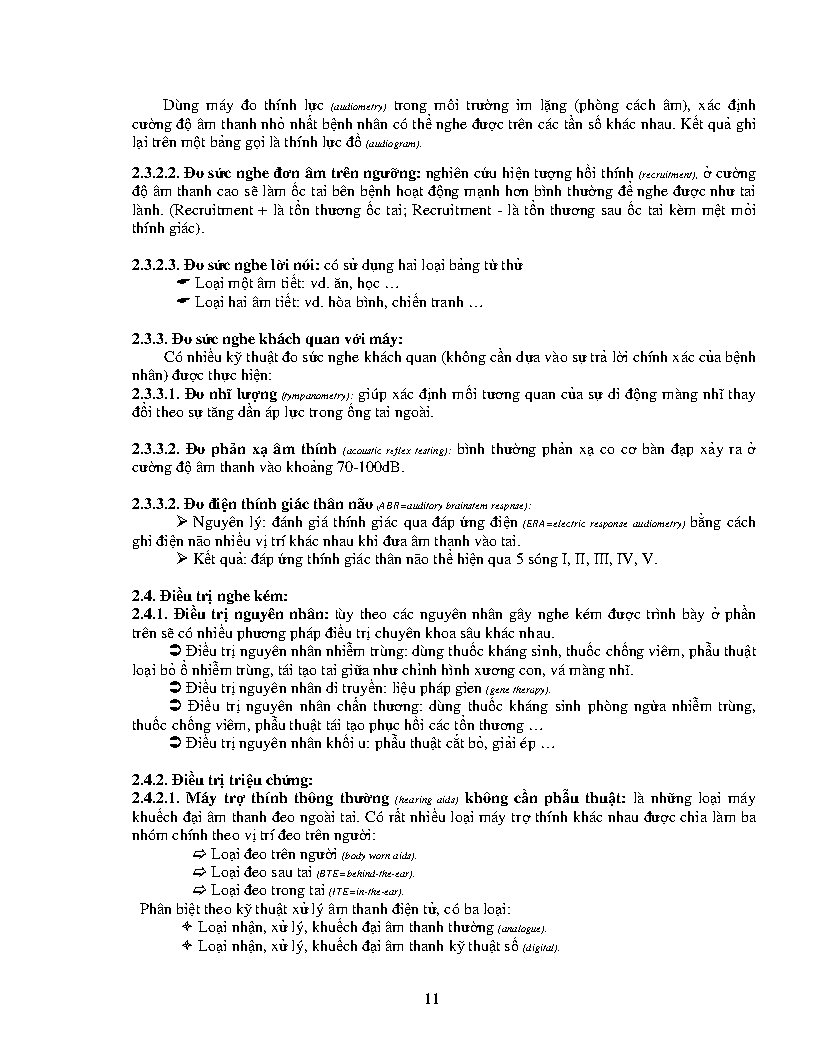 Dùng máy đo thính lực (audiometry) trong môi trường im lặng (phòng cách âm), xác định
cường độ âm thanh nhỏ nhất bệnh nhân có thể nghe được trên các tần số khác nhau. Kết quả ghi
lại trên một bảng gọi là thính lực đồ (audiogram).
2.3.2.2. Đo sức nghe đơn âm trên ngưỡng: nghiên cứu hiện tượng hồi thính (recruitment), ở cường
độ âm thanh cao sẽ làm ốc tai bên bệnh hoạt động mạnh hơn bình thường để nghe được như tai
lành. (Recruitment + là tổn thương ốc tai; Recruitment - là tổn thương sau ốc tai kèm mệt mỏi
thính giác).
2.3.2.3. Đo sức nghe lời nói: có sử dụng hai loại bảng từ thử
☛ Loại một âm tiết: vd. ăn, học …
☛ Loại hai âm tiết: vd. hòa bình, chiến tranh …
2.3.3. Đo sức nghe khách quan với máy:
Có nhiều kỹ thuật đo sức nghe khách quan (không cần dựa vào sự trả lời chính xác của bệnh
nhân) được thực hiện:
2.3.3.1. Đo nhĩ lượng (tympanometry): giúp xác định mối tương quan của sự di động màng nhĩ thay
đổi theo sự tăng dần áp lực trong ống tai ngoài.
2.3.3.2. Đo phản xạ âm thính (acoustic reflex testing): bình thường phản xạ co cơ bàn đạp xảy ra ở
cường độ âm thanh vào khoảng 70-100dB.
2.3.3.2. Đo điện thính giác thân não (ABR=auditory brainstem respnse):
➢ Nguyên lý: đánh giá thính giác qua đáp ứng điện (ERA=electric response audiometry) bằng cách
ghi điện não nhiều vị trí khác nhau khi đưa âm thanh vào tai.
➢ Kết quả: đáp ứng thính giác thân não thể hiện qua 5 sóng I, II, III, IV, V.
2.4. Điều trị nghe kém:
2.4.1. Điều trị nguyên nhân: tùy theo các nguyên nhân gây nghe kém được trình bày ở phần
trên sẽ có nhiều phương pháp điều trị chuyên khoa sâu khác nhau.
➲ Điều trị nguyên nhân nhiễm trùng: dùng thuốc kháng sinh, thuốc chống viêm, phẫu thuật
loại bỏ ổ nhiễm trùng, tái tạo tai giữa như chỉnh hình xương con, vá màng nhĩ.
➲ Điều trị nguyên nhân di truyền: liệu pháp gien (gene therapy).
➲ Điều trị nguyên nhân chấn thương: dùng thuốc kháng sinh phòng ngừa nhiễm trùng,
thuốc chống viêm, phẫu thuật tái tạo phục hồi các tổn thương …
➲ Điều trị nguyên nhân khối u: phẫu thuật cắt bỏ, giải ép …
2.4.2. Điều trị triệu chứng:
2.4.2.1. Máy trợ thính thông thường (hearing aids) không cần phẫu thuật: là những loại máy
khuếch đại âm thanh đeo ngoài tai. Có rất nhiều loại máy trợ thính khác nhau được chia làm ba
nhóm chính theo vị trí đeo trên người:
⇨ Loại đeo trên người (body worn aids).
⇨ Loại đeo sau tai (BTE=behind-the-ear).
⇨ Loại đeo trong tai (ITE=in-the-ear).
Phân biệt theo kỹ thuật xử lý âm thanh điện tử, có ba loại:
✧ Loại nhận, xử lý, khuếch đại âm thanh thường (analogue).
✧ Loại nhận, xử lý, khuếch đại âm thanh kỹ thuật số (digital).
11